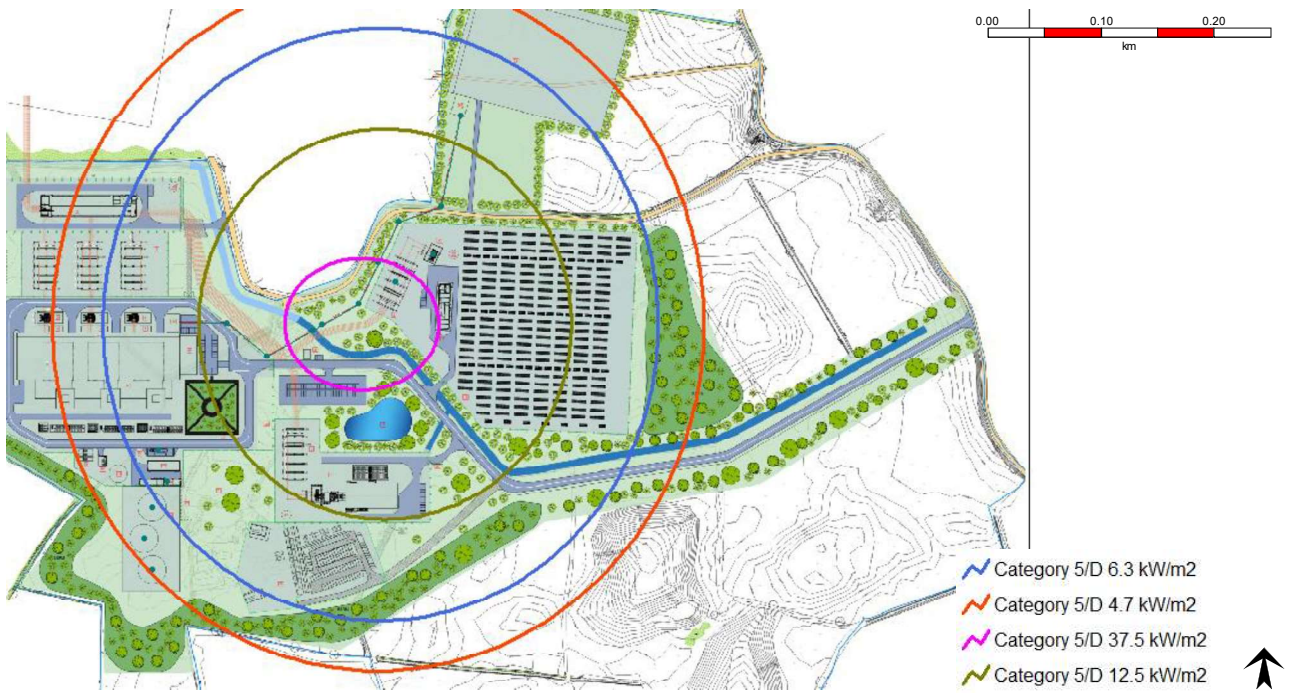 0.00 0.10 0.20
km
Category 5/D 6.3 kW/m2
Category 5/D 4.7 kW/m2
Category 5/D 37.5 kW/m2
Category 5/D 12.5 kW/m2